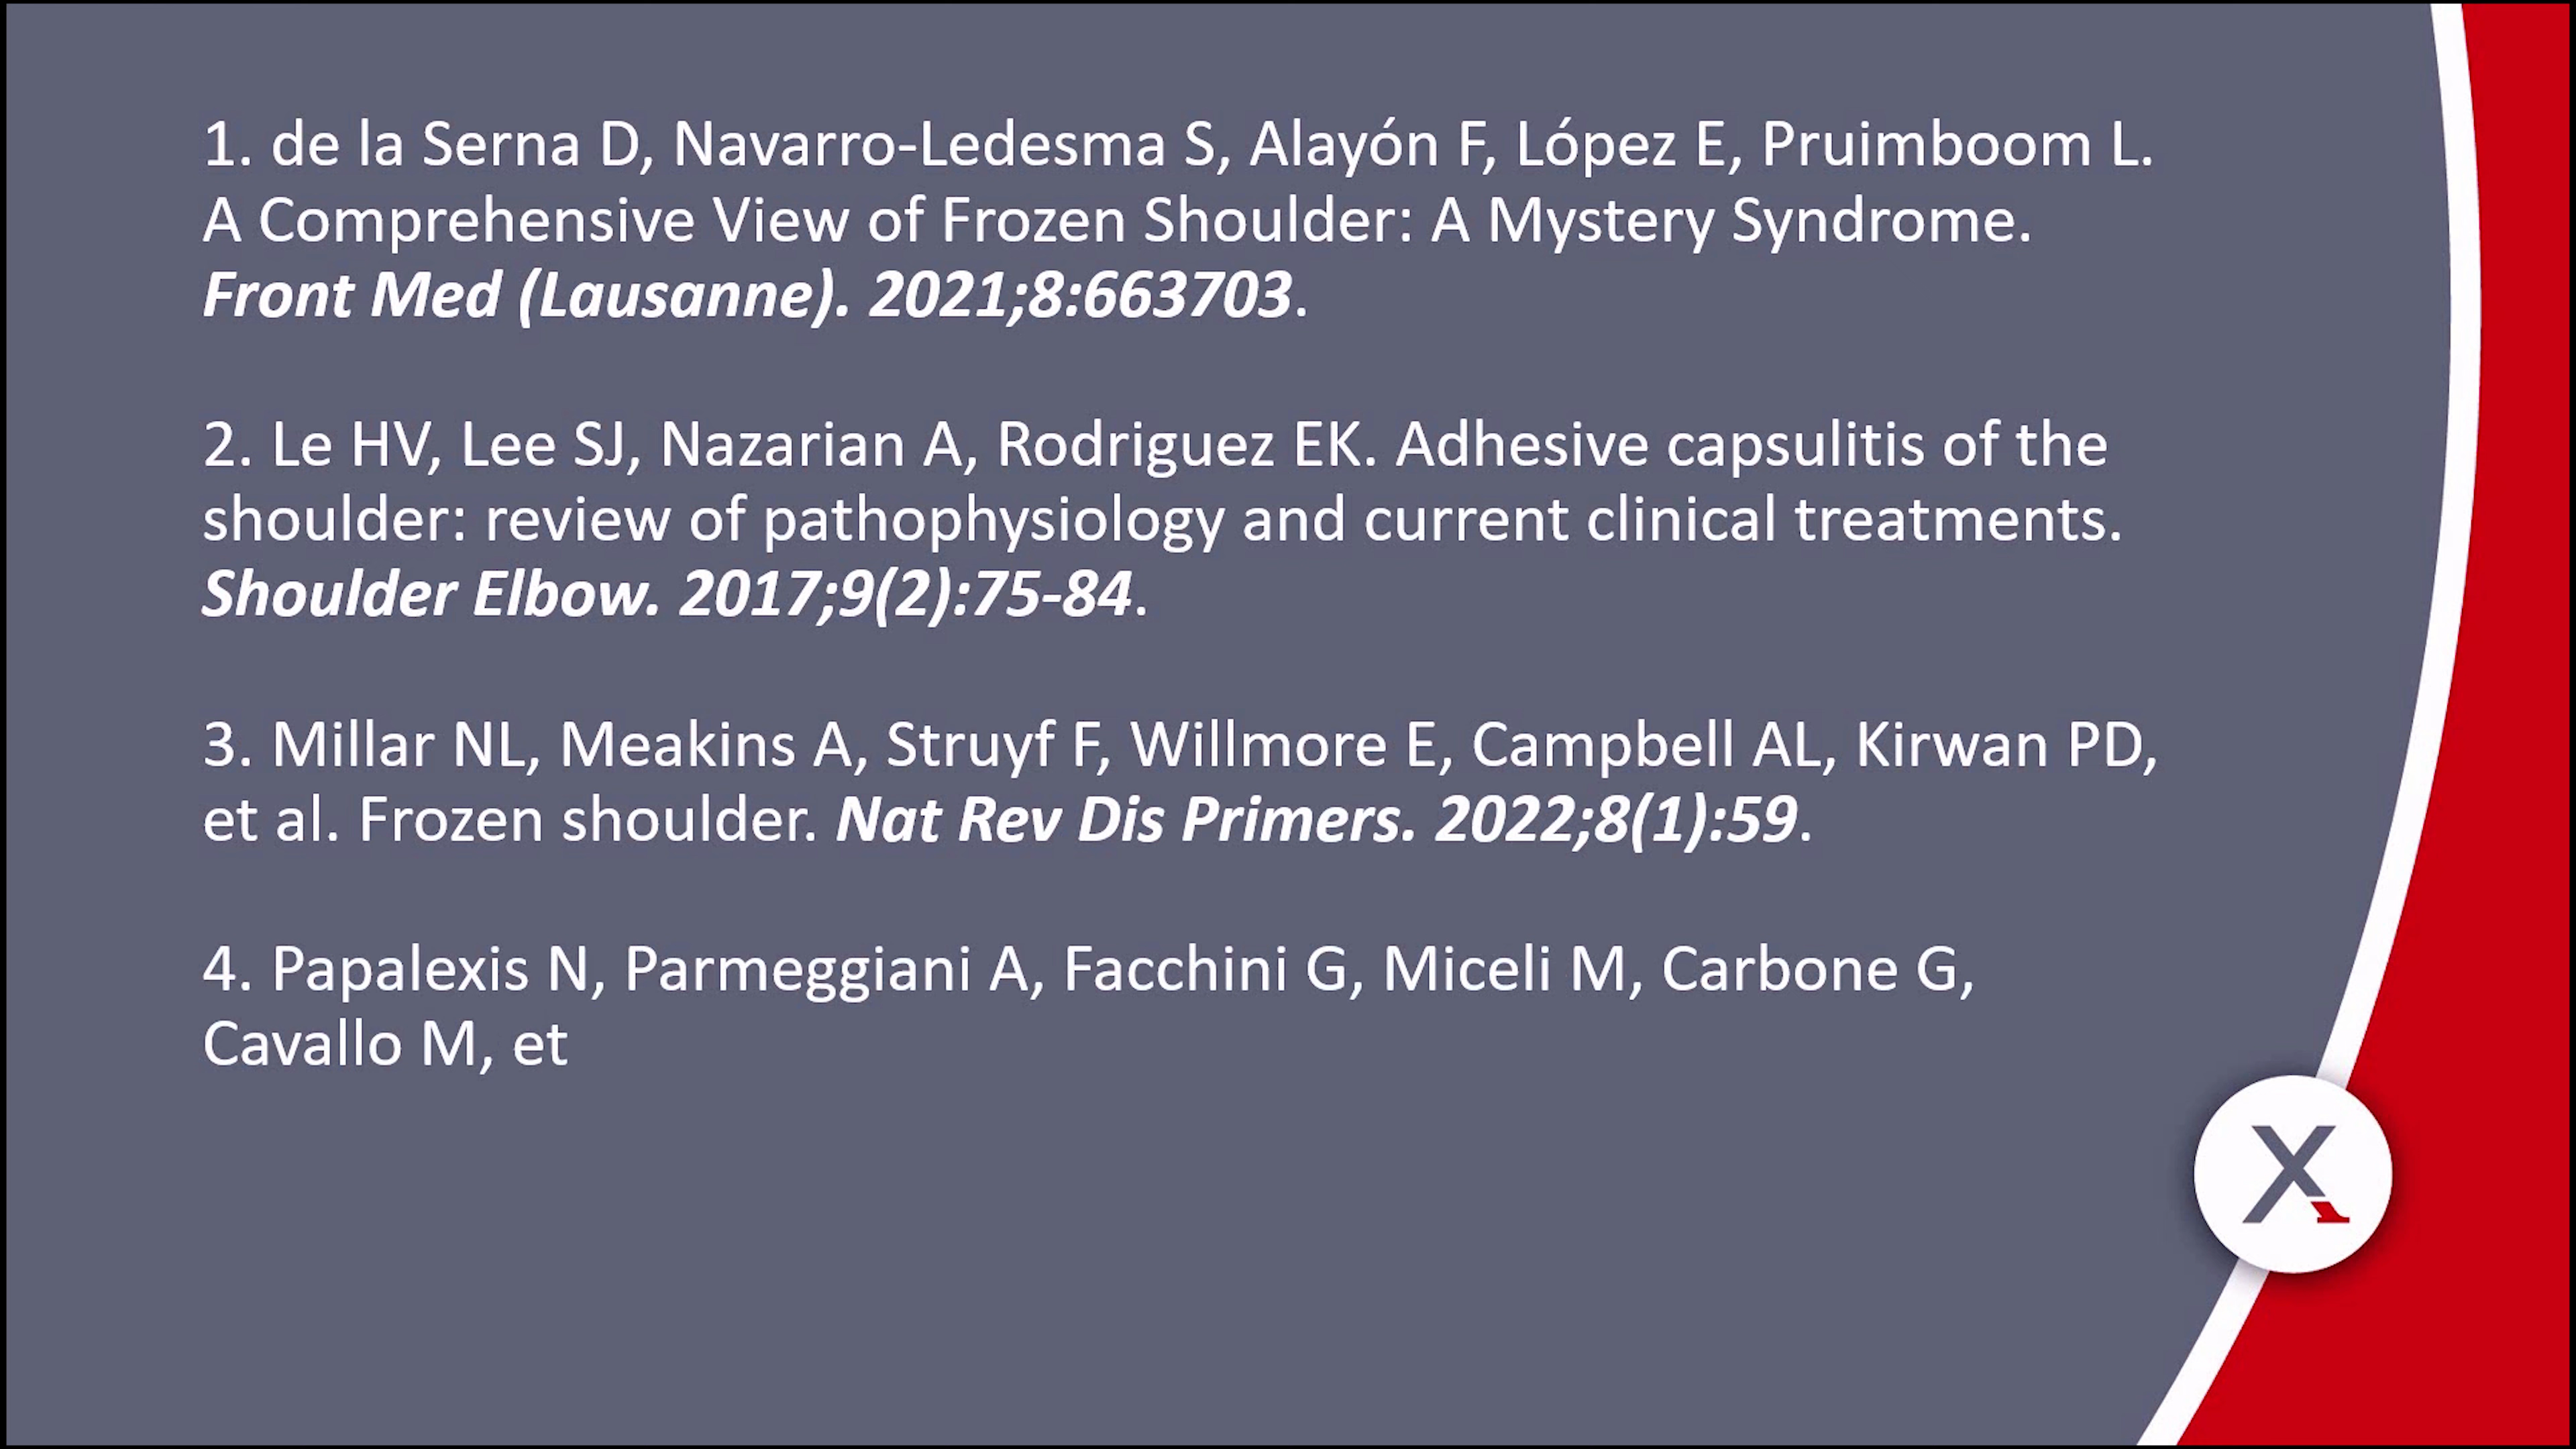 1. de la Serna D, Navarro-Ledesma S, Alayón F, López E, Pruimboom L.
A Comprehensive View of Frozen Shoulder: A Mystery Syndrome.
Front Med (Lausanne). 2021;8:663703.
2. Le HV, Lee SJ, Nazarian A, Rodriguez EK. Adhesive capsulitis of the
shoulder: review of pathophysiology and current clinical treatments.
Shoulder Elbow. 2017;9(2):75-84.
3. Millar NL, Meakins A, Struyf F, Willmore E, Campbell AL, Kirwan PD,
et al. Frozen shoulder. Nat Rev Dis Primers. 2022;8(1):59.
4. Papalexis N, Parmeggiani A, Facchini G, Miceli M, Carbone G,
Cavallo M, et
X